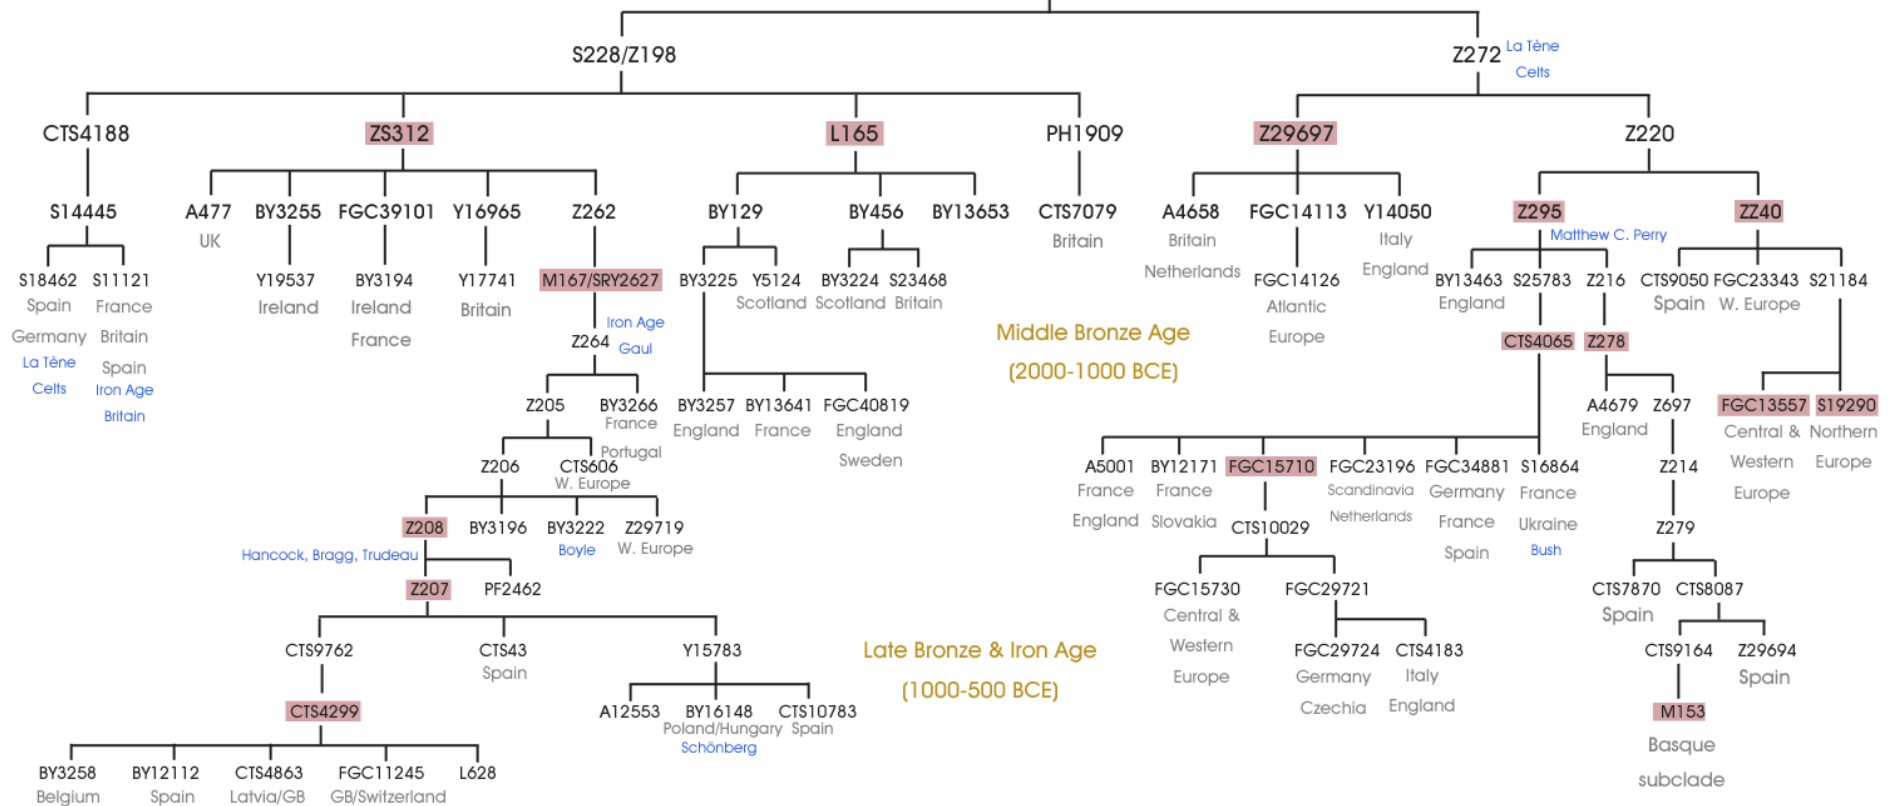 S228/Z198
Z272
La Tène
Celts
CTS4188
ZS312
L165
PH1909
Z29697
Z220
S14445
A477
BY3255
FGC39101
Y16965
Z262
BY129
BY456
BY13653
CTS7079
A4658
FGC14113
Y14050
Z295
ZZ40
UK
Britain
Britain
Netherlands
Italy
England
Matthew C. Perry
S18462
S11121
Y19537
BY3194
Y17741
M167/SRY2627
BY3225
Y5124
BY3224
S23468
FGC14126
BY13463
S25783
Z216
CTS9050
FGC23343
S21184
Spain
Germany
La Tène
Celts
France
Britain
Spain
Iron Age
Britain
Ireland
Ireland
France
Britain
Scotland
Scotland
Britain
Atlantic
Europe
England
Spain
W. Europe
Iron Age
Gaul
Z264
Middle Bronze Age
(2000-1000 BCE)
CTS4065
Z278
Z205
BY3266
France
Portugal
BY3257
England
BY13641
France
FGC40819
England
Sweden
A4679
England
Z697
FGC13557
Central &
Western
Europe
S19290
Northern
Europe
Z206
CTS606
W. Europe
A5001
France
England
BY12171
France
Slovakia
FGC15710
FGC23196
Scandinavia
Netherlands
FGC34881
Germany
France
Spain
S16864
France
Ukraine
Bush
Z214
Z208
BY3196
BY3222
Boyle
Z29719
W. Europe
CTS10029
Z279
Hancock, Bragg, Trudeau
Z207
PF2462
FGC15730
Central &
Western
Europe
FGC29721
CTS7870
Spain
CTS8087
CTS9762
CTS43
Spain
Y15783
Late Bronze & Iron Age
(1000-500 BCE)
FGC29724
Germany
Czechia
CTS4183
Italy
England
CTS9164
Z29694
Spain
CTS4299
A12553
BY16148
Poland/Hungary
Schönberg
CTS10783
Spain
M153
Basque
subclade
BY3258
Belgium
BY12112
Spain
CTS4863
Latvia/GB
FGC11245
GB/Switzerland
L628